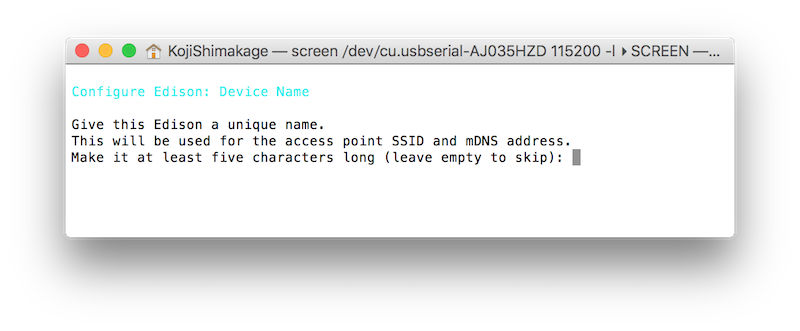 KojiShimakage — screen /dev/cu.usbserial-AJ035HZD 115200 -l ▸ SCREEN —...
Configure Edison: Device Name
Give this Edison a unique name.
This will be used for the access point SSID and mDNS address.
Make it at least five characters long (leave empty to skip):